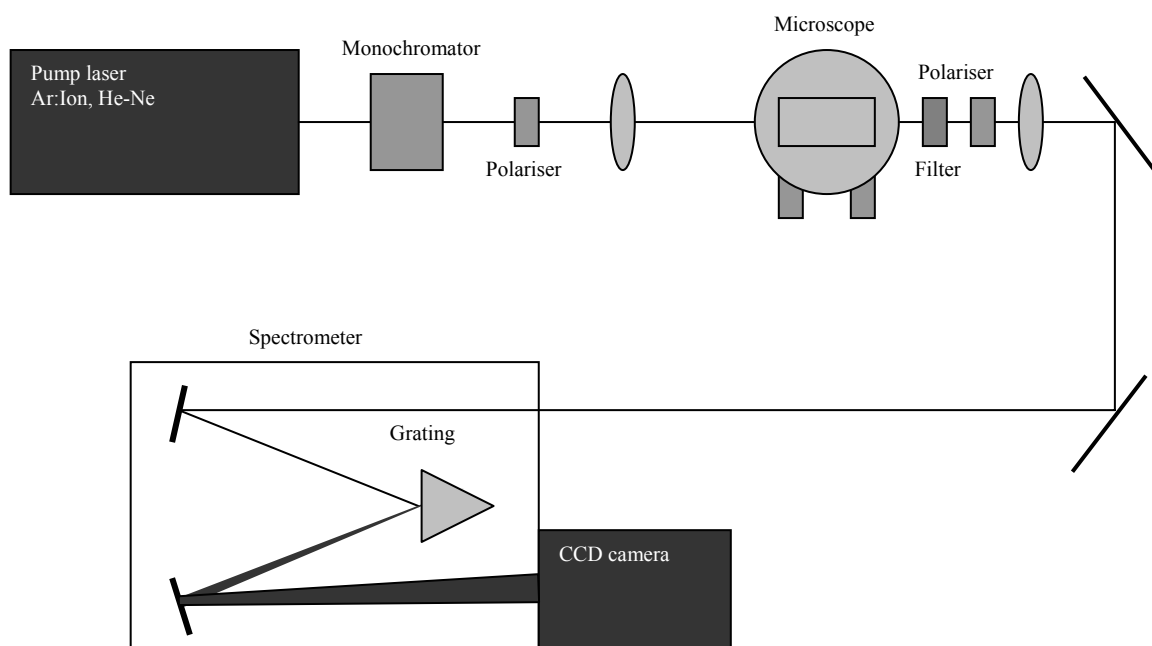 Microscope
Monochromator
Pump laser
Ar:Ion, He-Ne
Polariser
Polariser
Filter
Spectrometer
Grating
CCD camera